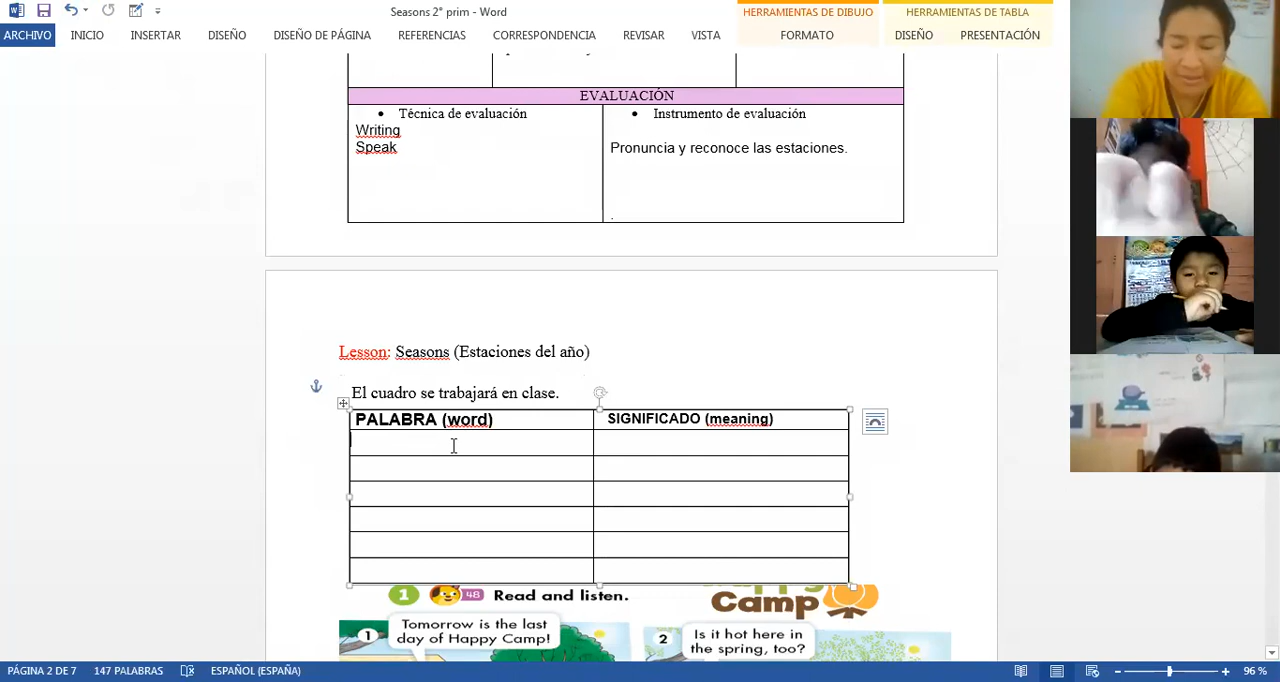 Seasons 2° prim - Word
HERRAMIENTAS DE DIBUJO
HERRAMIENTAS DE TABLA
ARCHIVO
INICIO
INSERTAR
DISEÑO
DISEÑO DE PÁGINA
REFERENCIAS
CORRESPONDENCIA
REVISAR
VISTA
FORMATO
DISEÑO
PRESENTACIÓN
EVALUACIÓN
• Técnica de evaluación
Writing
Speak
• Instrumento de evaluación
Pronuncia y reconoce las estaciones.
.
Lesson: Seasons (Estaciones del año)
El cuadro se trabajará en clase.
PALABRA (word)
SIGNIFICADO (meaning)
1
48
Read and listen.
Camp
1
Tomorrow is the last
day of Happy Camp!
2
Is it hot here in
the spring, too?
PÁGINA 2 DE 7
147 PALABRAS
ESPAÑOL (ESPAÑA)
96 %